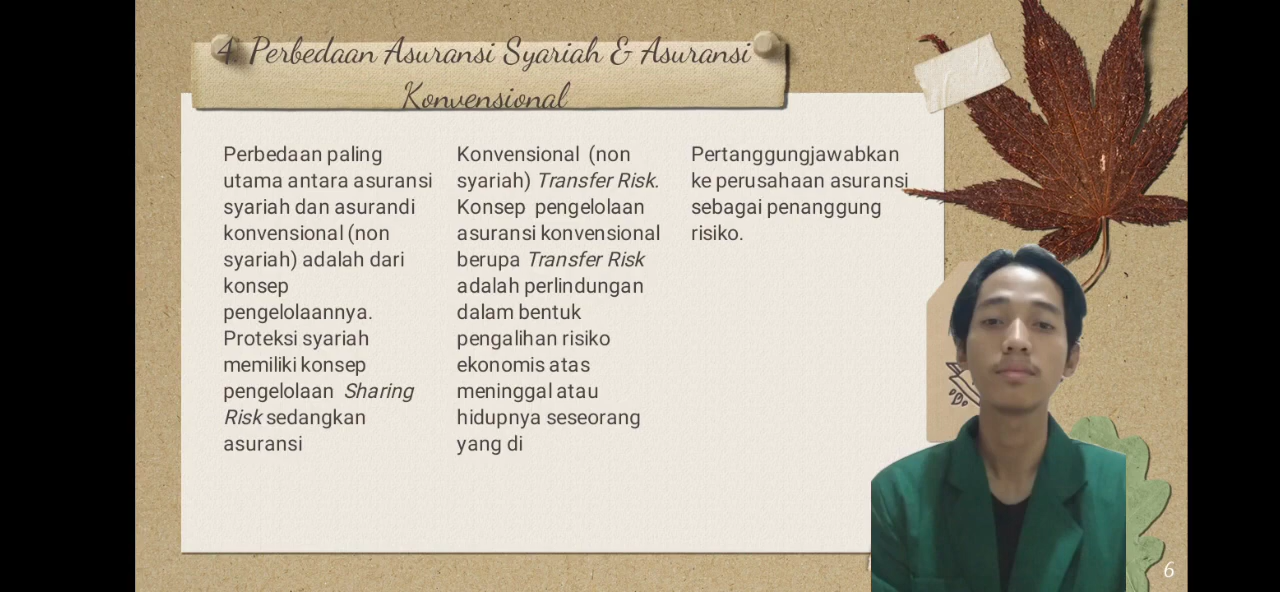 4. Perbedaan Asuransi Syariah & Asuransi
Konvensional
Perbedaan paling
utama antara asuransi
syariah dan asurandi
konvensional (non
syariah) adalah dari
konsep
pengelolaannya.
Proteksi syariah
memiliki konsep
pengelolaan Sharing
Risk sedangkan
asuransi
Konvensional (non
syariah) Transfer Risk.
Konsep pengelolaan
asuransi konvensional
berupa Transfer Risk
adalah perlindungan
dalam bentuk
pengalihan risiko
ekonomis atas
meninggal atau
hidupnya seseorang
yang di
Pertanggungjawabkan
ke perusahaan asuransi
sebagai penanggung
risiko.
6